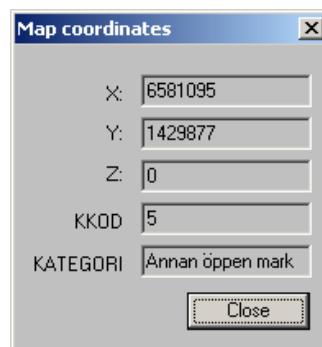 Map coordinates
X: 6581095
Y: 1429877
Z: 0
KKOD 5
KATEGORI Annan öppen mark
Close